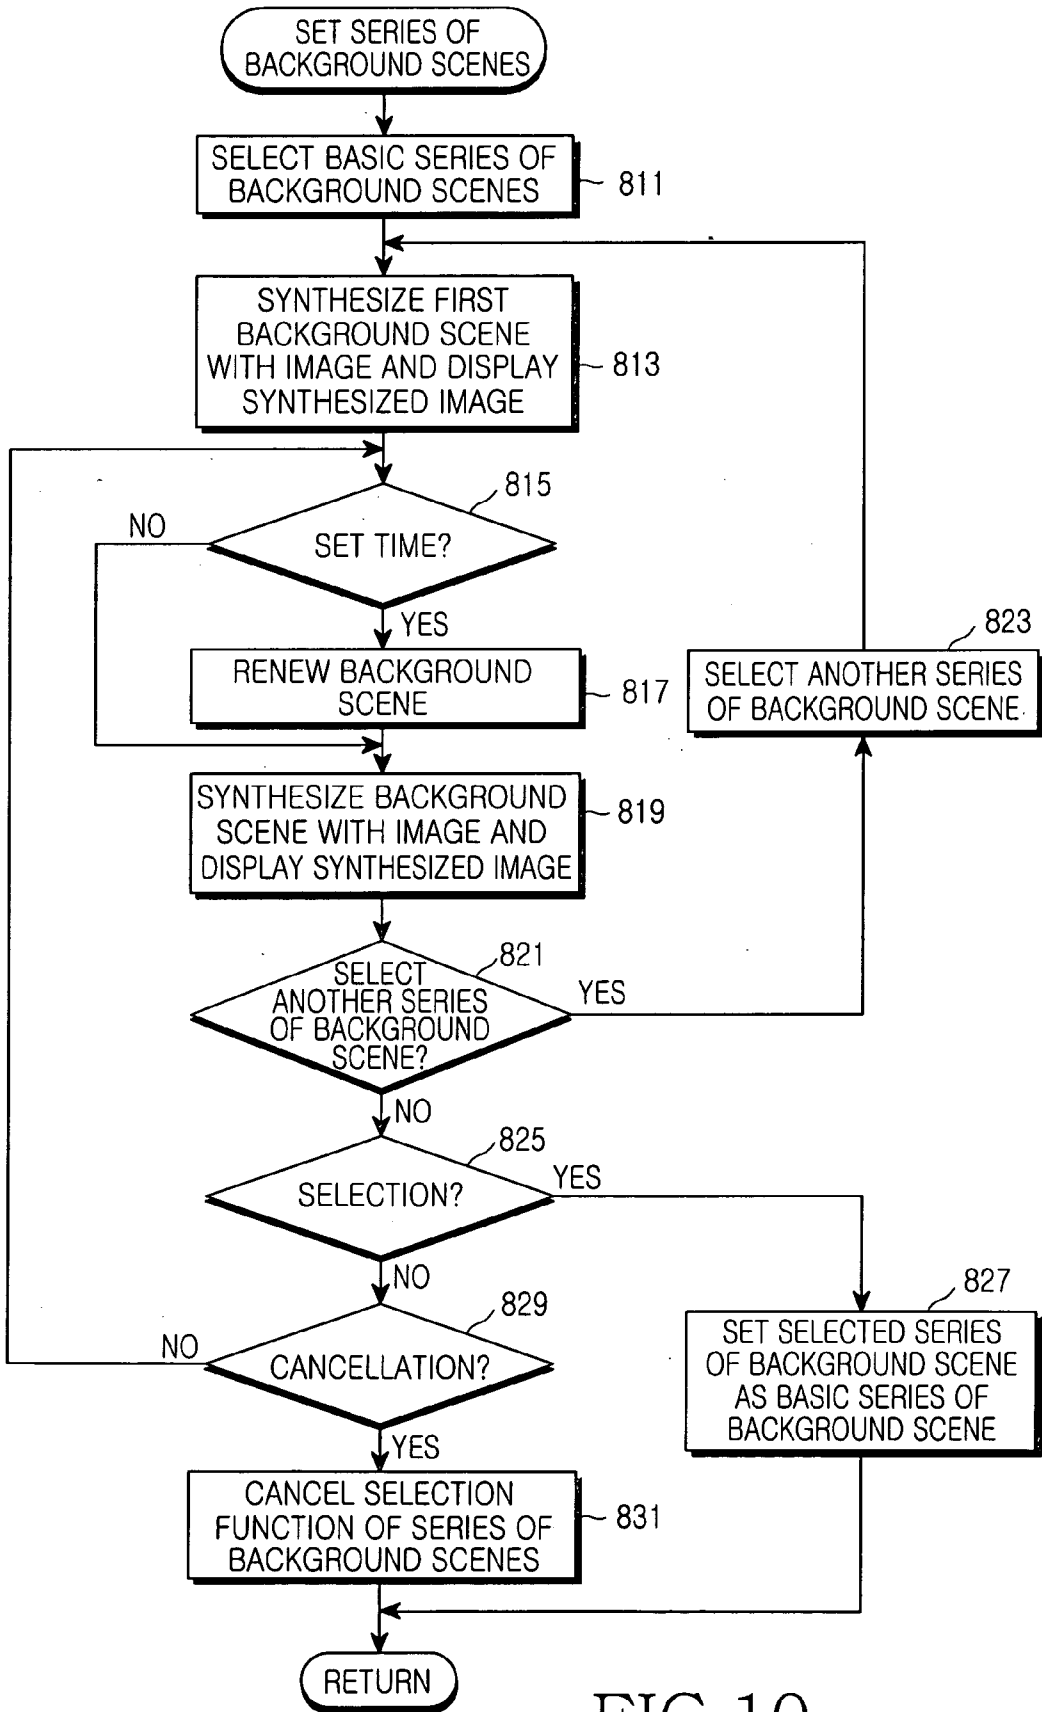 SET SERIES OF
BACKGROUND SCENES
SELECT BASIC SERIES OF
BACKGROUND SCENES
811
SYNTHESIZE FIRST
BACKGROUND SCENE
WITH IMAGE AND DISPLAY
SYNTHESIZED IMAGE
813
815
NO
SET TIME?
YES
823
RENEW BACKGROUND
SCENE
817
SELECT ANOTHER SERIES
OF BACKGROUND SCENE
SYNTHESIZE BACKGROUND
SCENE WITH IMAGE AND
DISPLAY SYNTHESIZED IMAGE
819
821
SELECT
ANOTHER SERIES
OF BACKGROUND
SCENE?
YES
NO
825
SELECTION?
YES
NO
827
829
NO
CANCELLATION?
SET SELECTED SERIES
OF BACKGROUND SCENE
AS BASIC SERIES OF
BACKGROUND SCENE
YES
CANCEL SELECTION
FUNCTION OF SERIES OF
BACKGROUND SCENES
831
RETURN
FIG.10